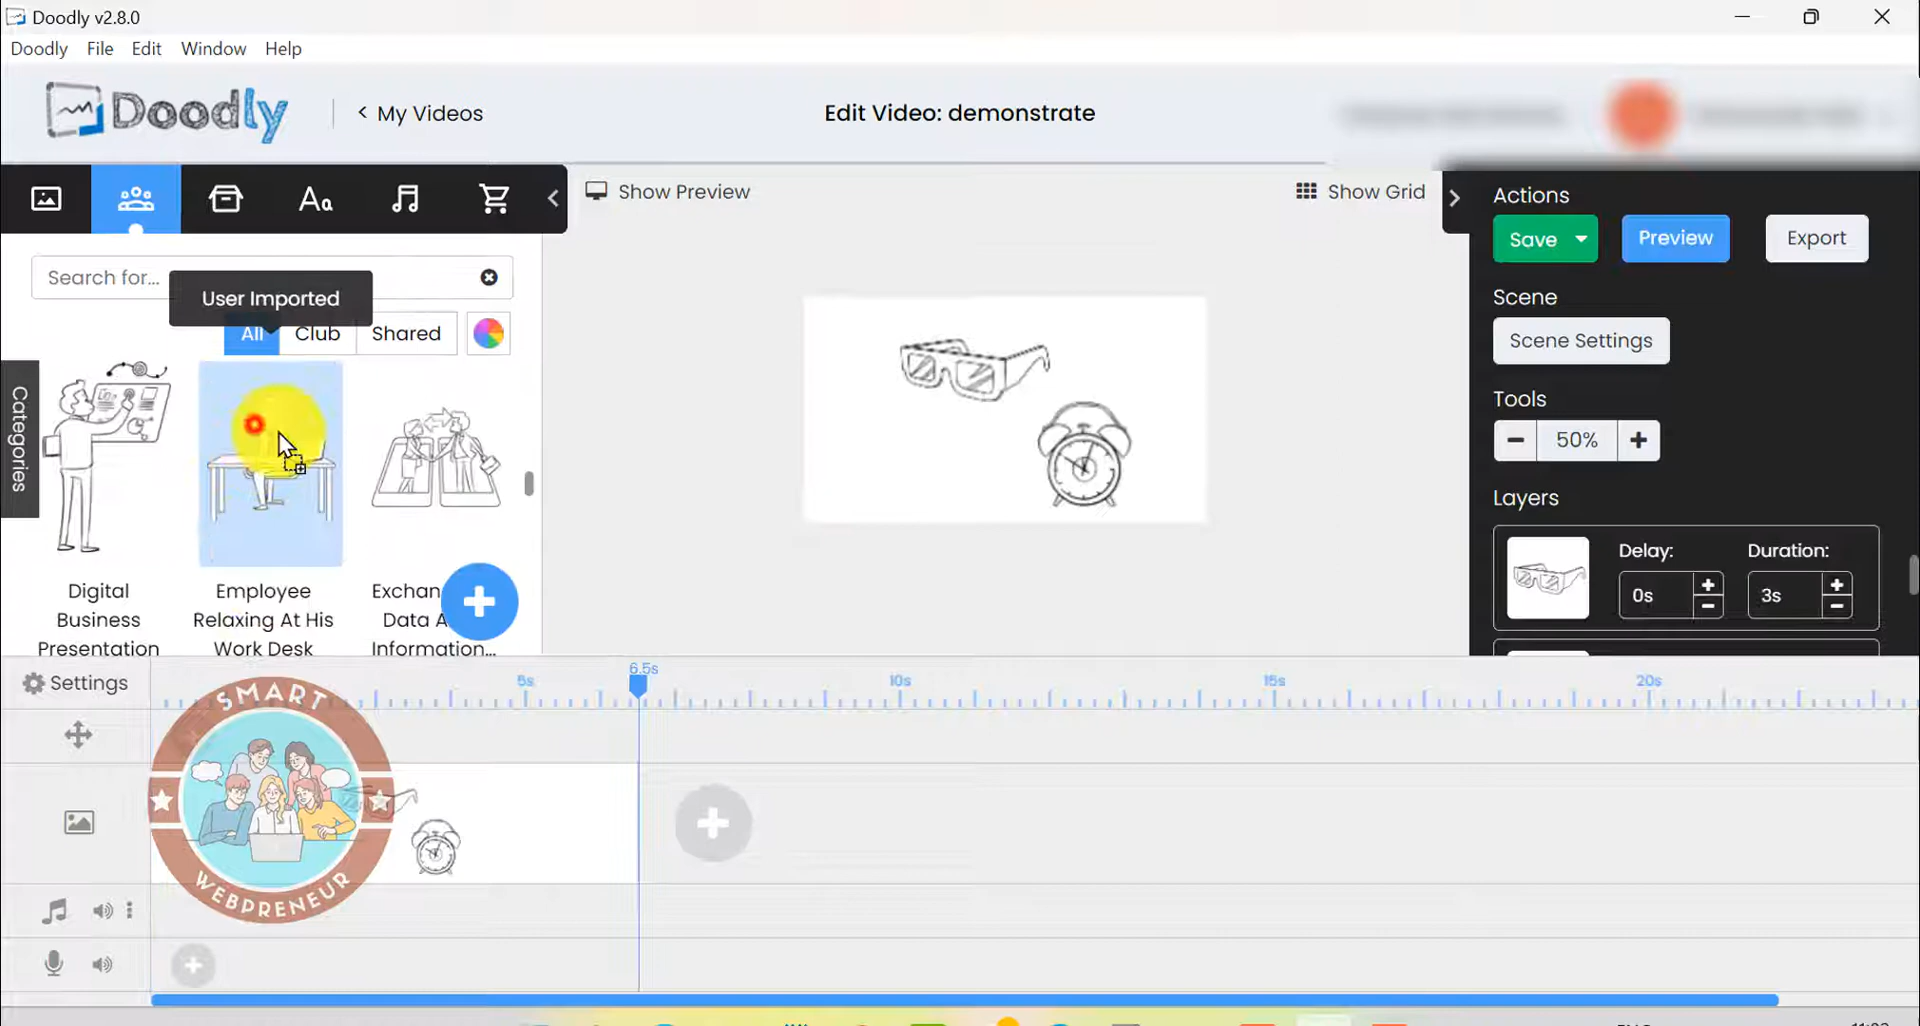 Doodly v2.8.0
Doodly File Edit Window Help
Doodly < My Videos Edit Video: demonstrate
Aa Show Preview Show Grid
Actions
Save Preview Export
Search for...
User Imported
All Club Shared
Scene
Scene Settings
Categories
Tools
50%
Layers
Delay: Duration:
0s 3s
Digital
Business
Presentation
Employee
Relaxing At His
Work Desk
Exchan
Data A
Information...
Settings
5s 6.5s 10s 15s 20s
SMART
WEBPRENEUR